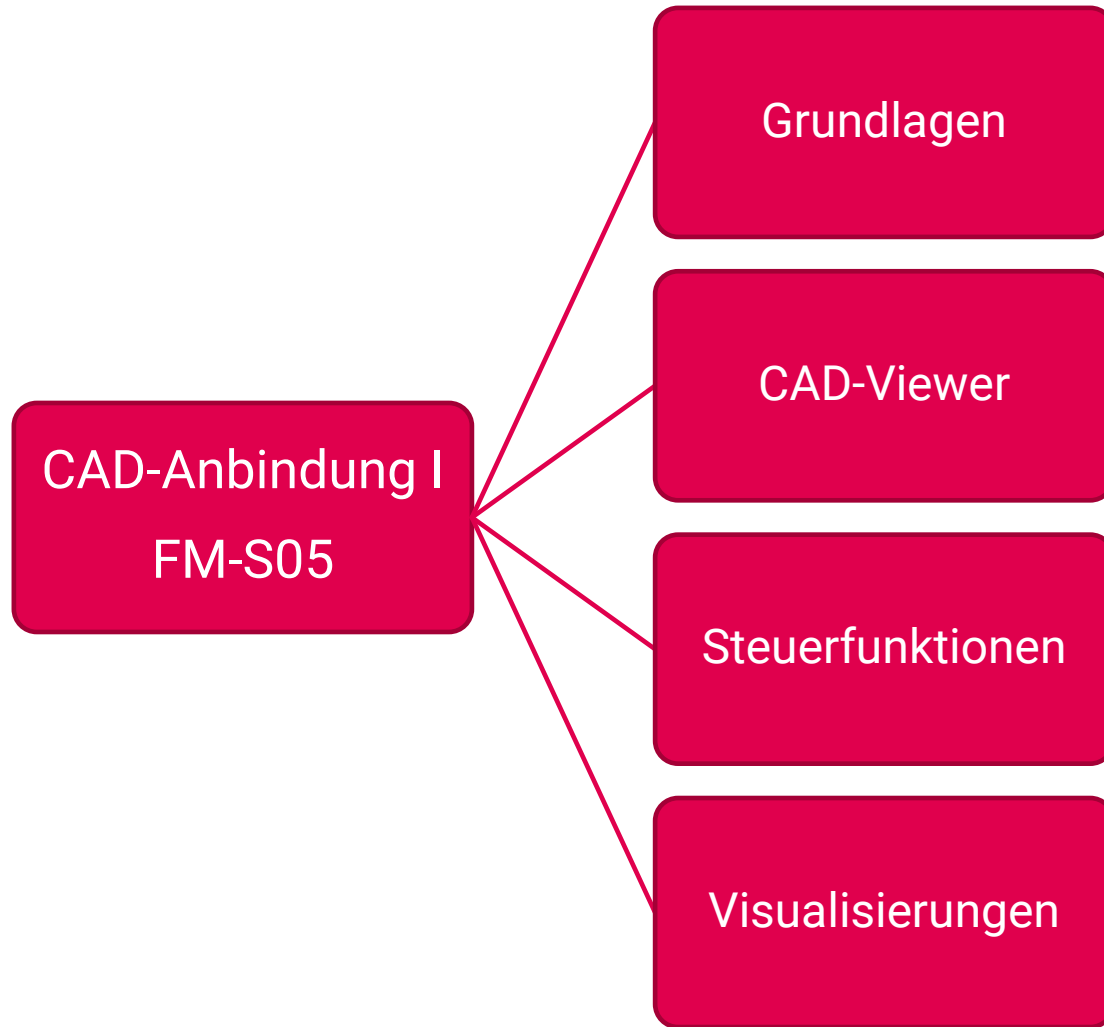 Grundlagen
CAD-Viewer
CAD-Anbindung I
FM-S05
Steuerfunktionen
Visualisierungen